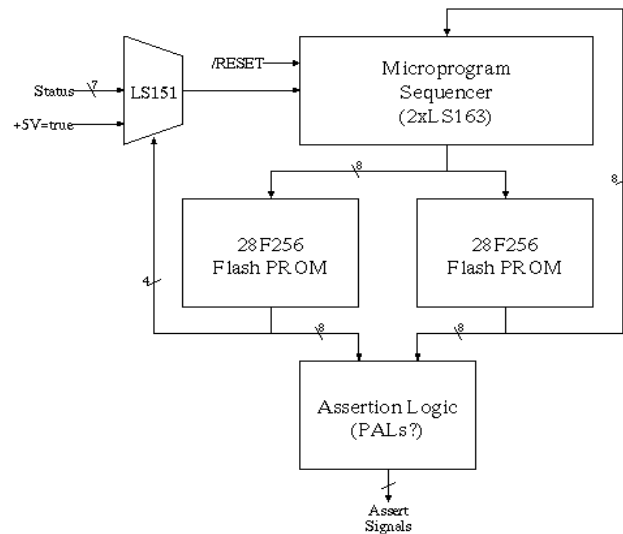 /RESET
Microprogram
Sequencer
(2xLS163)
Status
7
LS151
+5V=true
8
8
28F256
Flash PROM
28F256
Flash PROM
4
8
8
Assertion Logic
(PALs?)
Assert
Signals